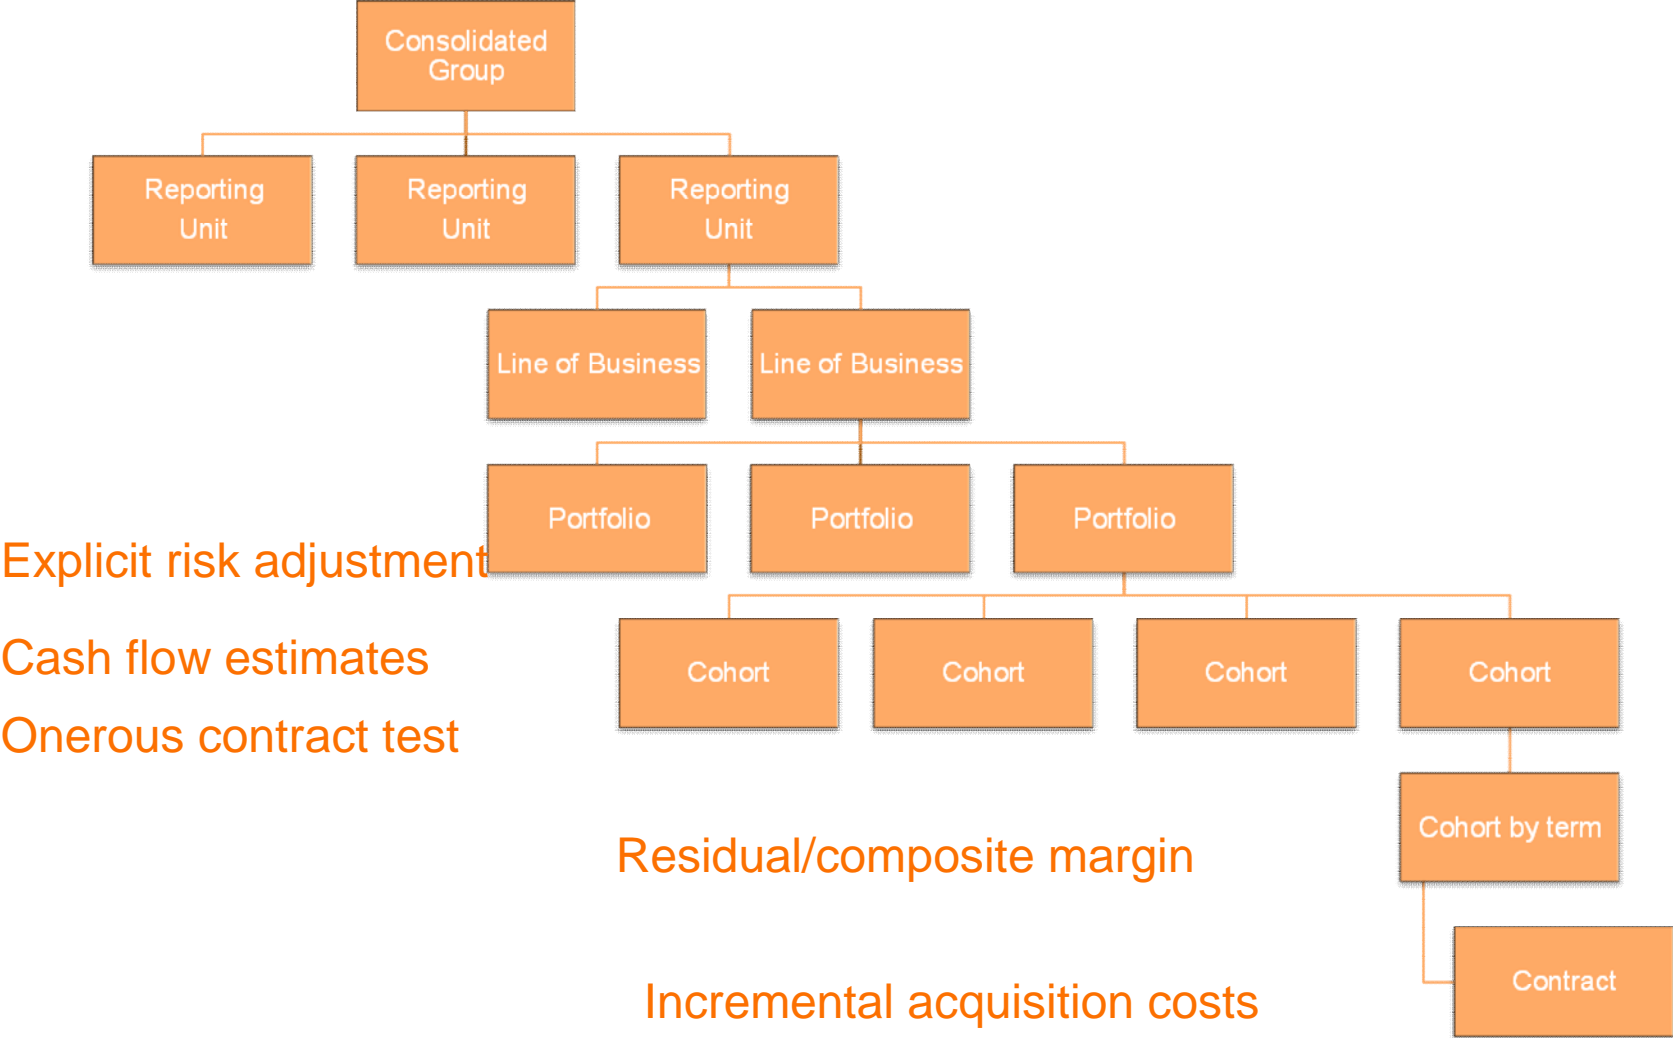 Consolidated
Group
Reporting
Unit
Reporting
Unit
Reporting
Unit
Line of Business
Line of Business
Portfolio
Portfolio
Portfolio
Explicit risk adjustment
Cash flow estimates
Onerous contract test
Cohort
Cohort
Cohort
Cohort
Cohort by term
Residual/composite margin
Contract
Incremental acquisition costs